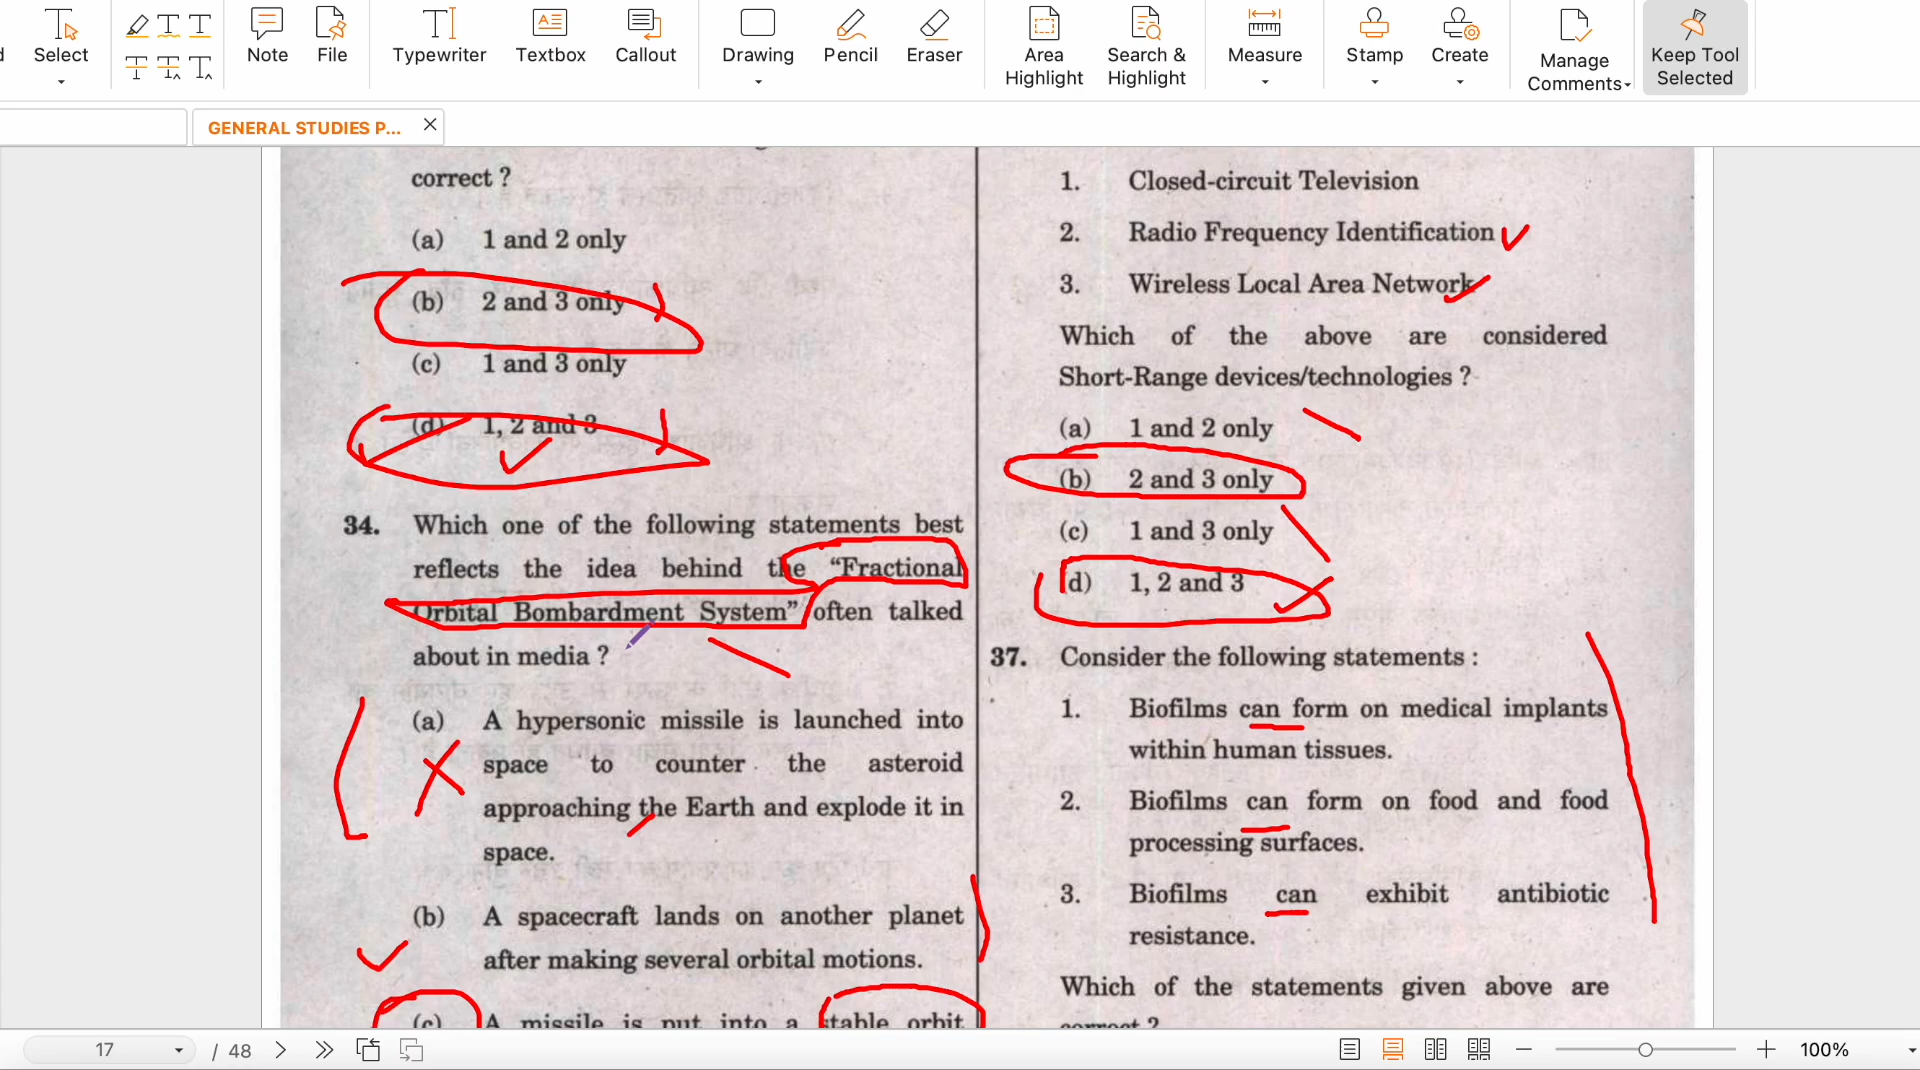 Select
Note
File
Typewriter
Textbox
Callout
Drawing
Pencil
Eraser
Area
Highlight
Search &
Highlight
Measure
Stamp
Create
Manage
Comments
Keep Tool
Selected
GENERAL STUDIES P...
correct ?
(a) 1 and 2 only
(b) 2 and 3 only
(c) 1 and 3 only
(d) 1, 2 and 3
34. Which one of the following statements best
reflects the idea behind the “Fractional
Orbital Bombardment System” often talked
about in media ?
(a) A hypersonic missile is launched into
space to counter the asteroid
approaching the Earth and explode it in
space.
(b) A spacecraft lands on another planet
after making several orbital motions.
(c) A missile is put into a stable orbit
1. Closed-circuit Television
2. Radio Frequency Identification
3. Wireless Local Area Network
Which of the above are considered
Short-Range devices/technologies ?
(a) 1 and 2 only
(b) 2 and 3 only
(c) 1 and 3 only
(d) 1, 2 and 3
37. Consider the following statements :
1. Biofilms can form on medical implants
within human tissues.
2. Biofilms can form on food and food
processing surfaces.
3. Biofilms can exhibit antibiotic
resistance.
Which of the statements given above are
correct ?
17 / 48
100%